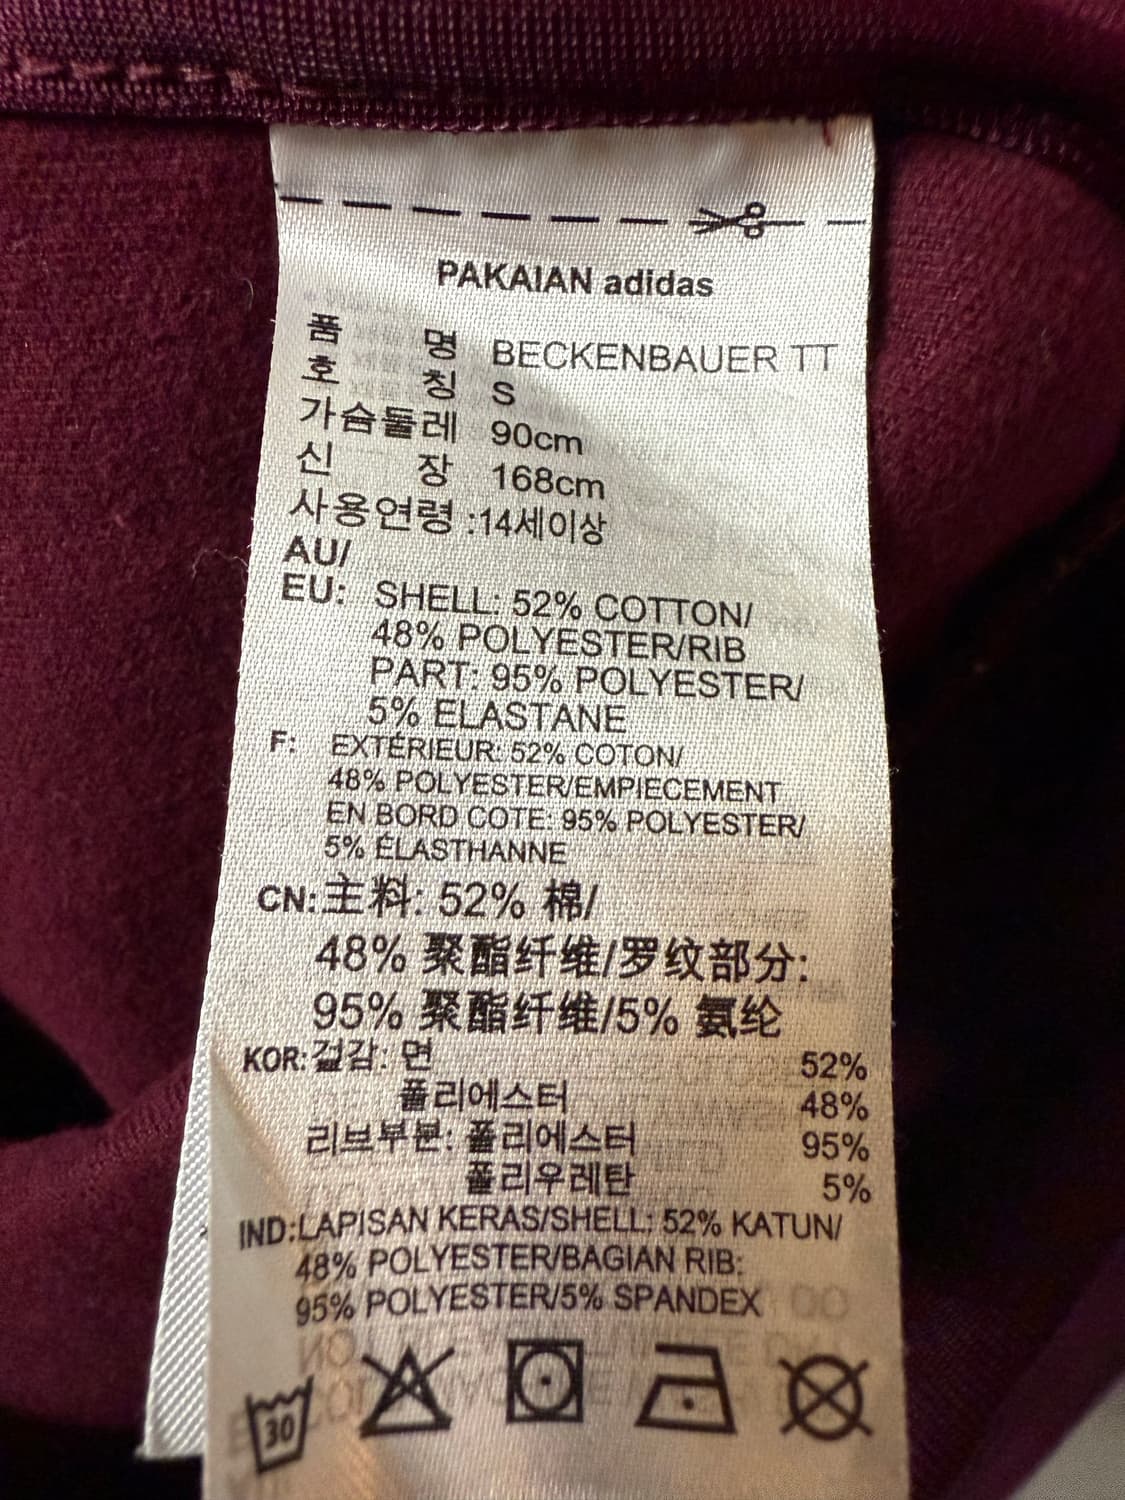 PAKAIAN adidas
품 명 BECKENBAUER TT
호 칭 S
가슴둘레 90cm
신 장 168cm
사용연령 :14세이상
AU/
EU: SHELL: 52% COTTON/
48% POLYESTER/RIB
PART: 95% POLYESTER/
5% ELASTANE
F: EXTÉRIEUR: 52% COTON/
48% POLYESTER/EMPIECEMENT
EN BORD COTE: 95% POLYESTER/
5% ÉLASTHANNE
CN:主料: 52% 棉/
48% 聚酯纤维/罗纹部分:
95% 聚酯纤维/5% 氨纶
KOR:겉감: 면 52%
폴리에스터 48%
리브부분: 폴리에스터 95%
폴리우레탄 5%
IND:LAPISAN KERAS/SHELL: 52% KATUN/
48% POLYESTER/BAGIAN RIB:
95% POLYESTER/5% SPANDEX
30